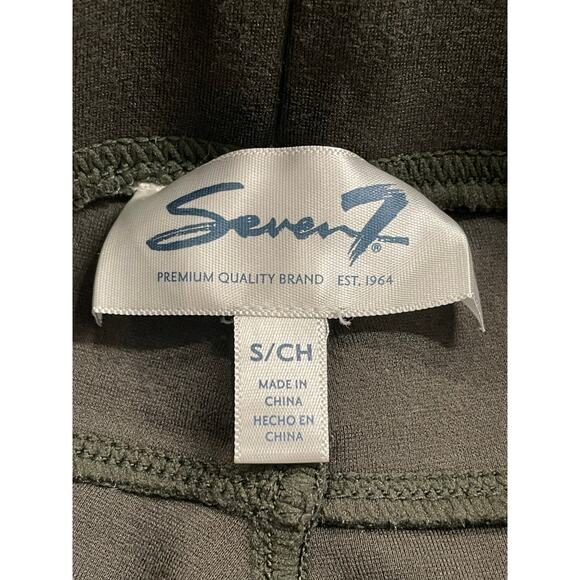 Seven7®
PREMIUM QUALITY BRAND EST. 1964
S/CH
MADE IN
CHINA
HECHO EN
CHINA